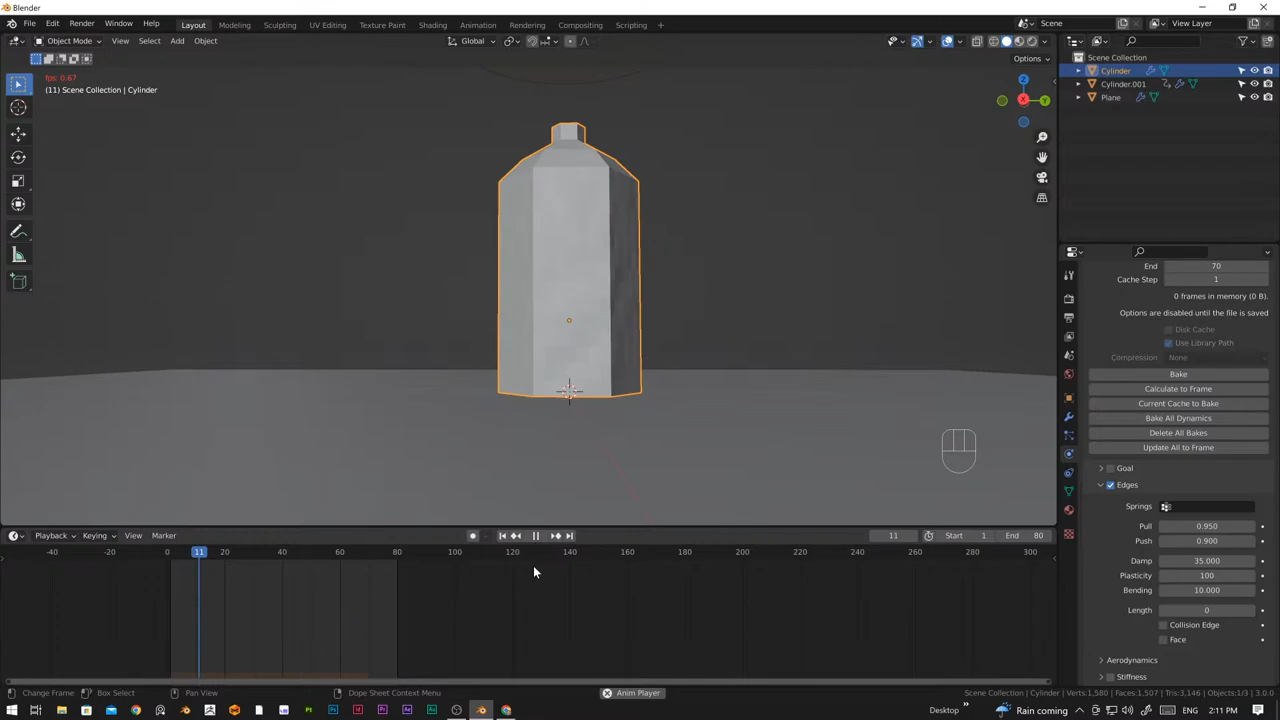 Blender
File Edit Render Window Help
Layout Modeling Sculpting UV Editing Texture Paint Shading Animation Rendering Compositing Scripting
Scene
View Layer
Object Mode View Select Add Object
Global
Options
fps: 0.67
(11) Scene Collection | Cylinder
Z
Y
X
Scene Collection
Cylinder
Cylinder.001
Plane
End 70
Cache Step 1
0 frames in memory (0 B).
Options are disabled until the file is saved
Disk Cache
Use Library Path
Compression None
Bake
Calculate to Frame
Current Cache to Bake
Bake All Dynamics
Delete All Bakes
Update All to Frame
Goal
Edges
Springs
Pull 0.950
Push 0.900
Damp 35.000
Plasticity 100
Bending 10.000
Length 0
Collision Edge
Face
Aerodynamics
Stiffness
Playback Keying View Marker
11 Start 1 End 80
-40 0 11 20 40 60 80 100 120 140 160 180 200 220 240 260 280 300
Change Frame Box Select Pan View Dope Sheet Context Menu Anim Player Scene Collection | Cylinder | Verts:1,580 | Faces:1,507 | Tris:3,146 | Objects:1/3 | 3.0.0
Desktop Rain coming 2:11 PM